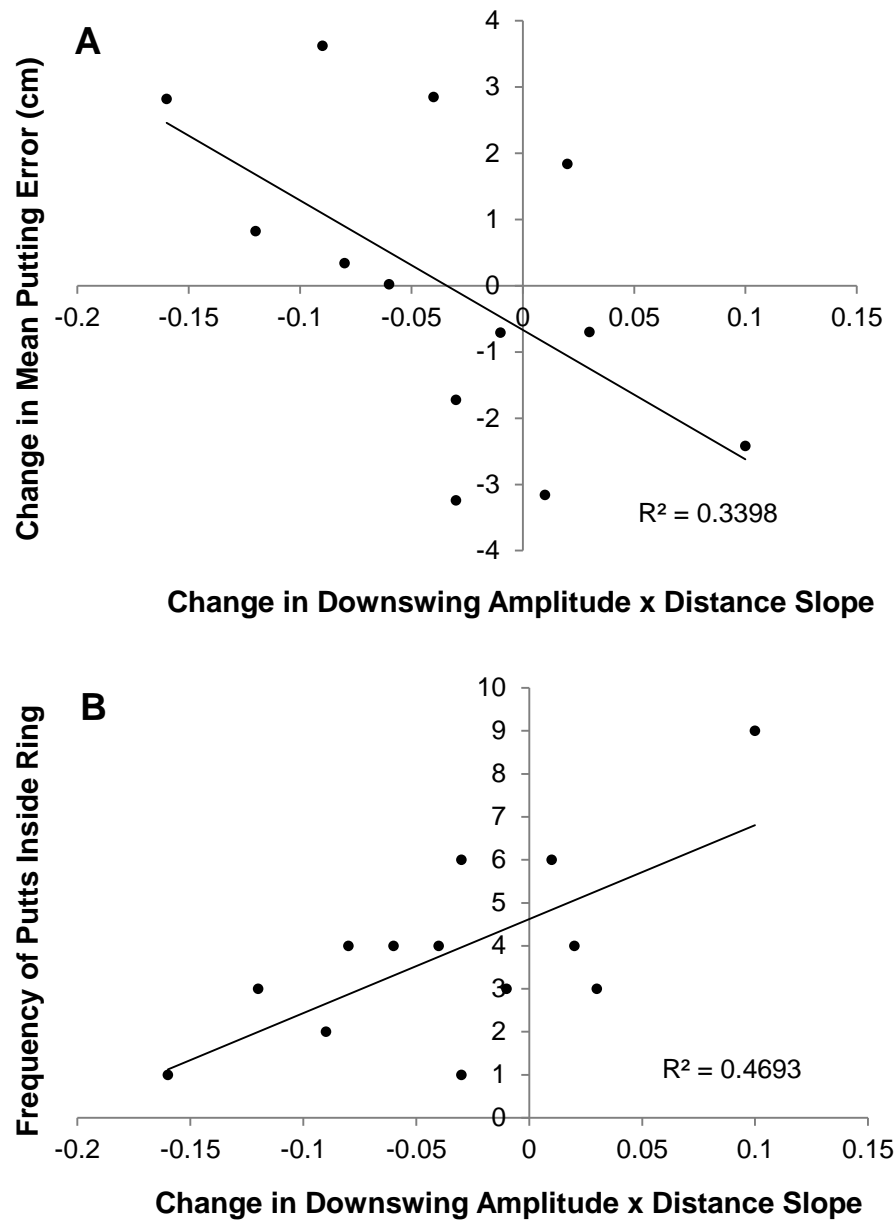 A
Change in Mean Putting Error (cm)
4
3
2
1
0
-0.2 -0.15 -0.1 -0.05 0 0.05 0.1 0.15
-1
-2
-3
-4
R² = 0.3398
Change in Downswing Amplitude x Distance Slope
B
Frequency of Putts Inside Ring
10
9
8
7
6
5
4
3
2
1
0
R² = 0.4693
-0.2 -0.15 -0.1 -0.05 0 0.05 0.1 0.15
Change in Downswing Amplitude x Distance Slope